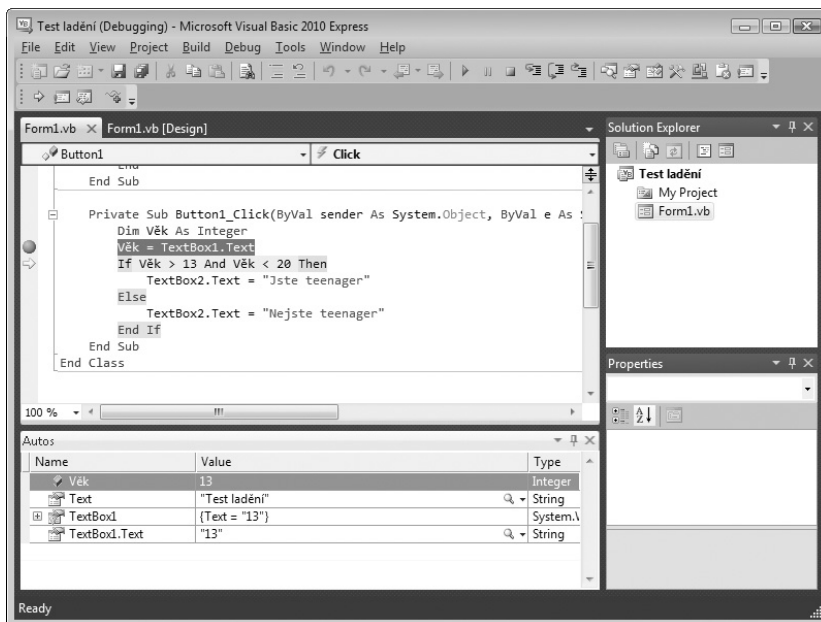 Test ladění (Debugging) - Microsoft Visual Basic 2010 Express
File Edit View Project Build Debug Tools Window Help
Form1.vb Form1.vb [Design]
Button1 Click
End Sub
Private Sub Button1_Click(ByVal sender As System.Object, ByVal e As
Dim Věk As Integer
Věk = TextBox1.Text
If Věk > 13 And Věk < 20 Then
TextBox2.Text = "Jste teenager"
Else
TextBox2.Text = "Nejste teenager"
End If
End Sub
End Class
100 %
Solution Explorer
Test ladění
My Project
Form1.vb
Properties
Autos
Name Value Type
Věk 13 Integer
Text "Test ladění" String
TextBox1 {Text = "13"} System.
TextBox1.Text "13" String
Ready